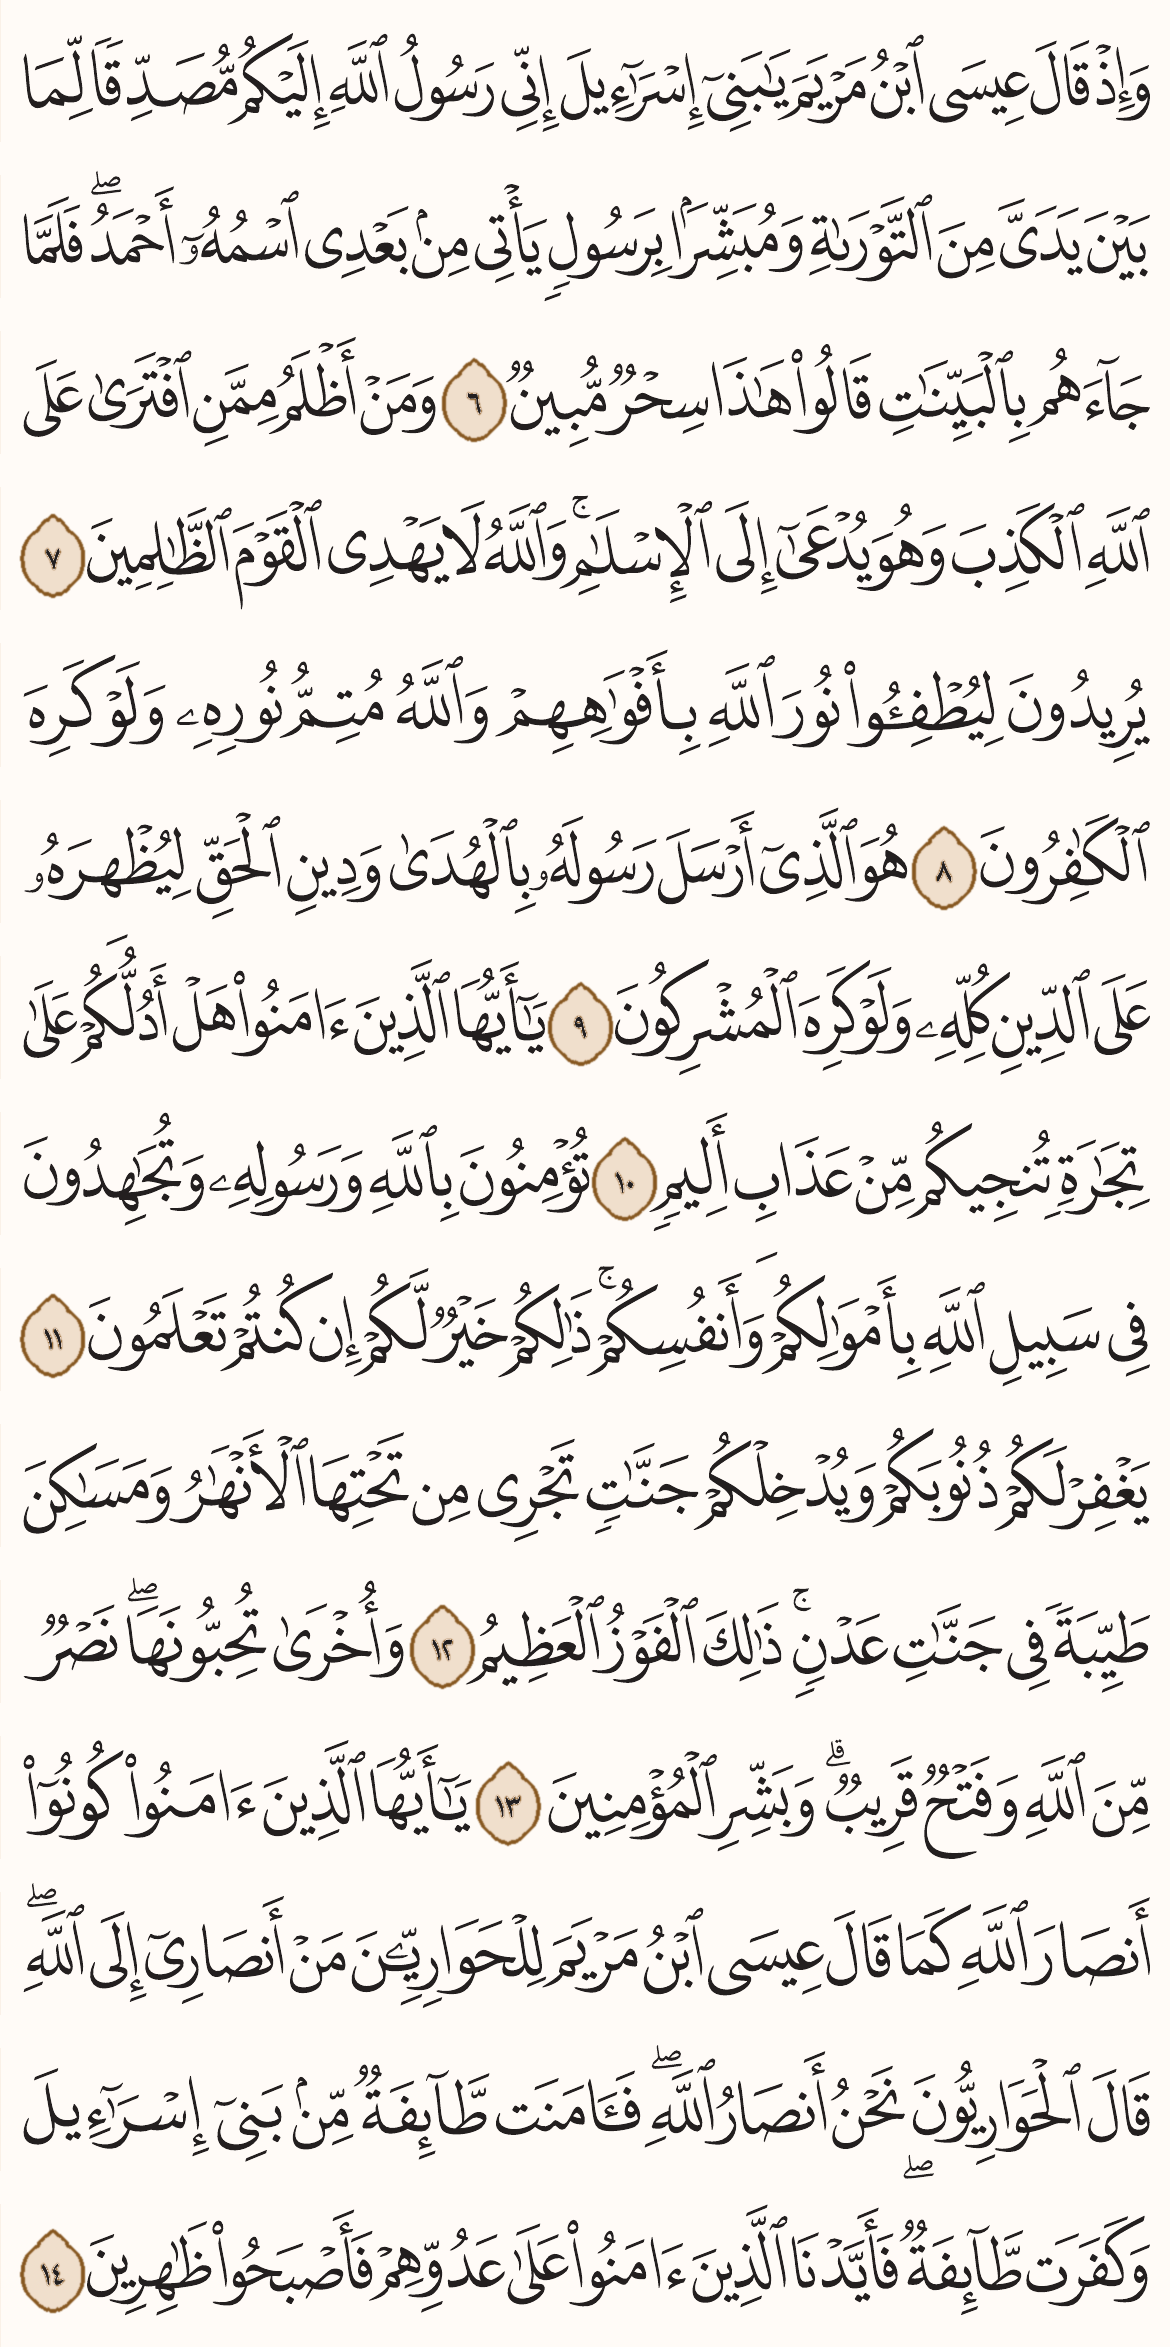 وَإِذْ قَالَ عِيسَى ٱبْنُ مَرْيَمَ يَـٰبَنِىٓ إِسْرَٰٓءِيلَ إِنِّى رَسُولُ ٱللَّهِ إِلَيْكُم مُّصَدِّقًا لِّمَا
بَيْنَ يَدَىَّ مِنَ ٱلتَّوْرَىٰةِ وَمُبَشِّرًۢا بِرَسُولٍ يَأْتِى مِنۢ بَعْدِى ٱسْمُهُۥٓ أَحْمَدُ ۖ فَلَمَّا
جَآءَهُم بِٱلْبَيِّنَـٰتِ قَالُوا۟ هَـٰذَا سِحْرٌ مُّبِينٌ ٦ وَمَنْ أَظْلَمُ مِمَّنِ ٱفْتَرَىٰ عَلَى
ٱللَّهِ ٱلْكَذِبَ وَهُوَ يُدْعَىٰٓ إِلَى ٱلْإِسْلَـٰمِ ۚ وَٱللَّهُ لَا يَهْدِى ٱلْقَوْمَ ٱلظَّـٰلِمِينَ ٧
يُرِيدُونَ لِيُطْفِـُٔوا۟ نُورَ ٱللَّهِ بِأَفْوَٰهِهِمْ وَٱللَّهُ مُتِمُّ نُورِهِۦ وَلَوْ كَرِهَ
ٱلْكَـٰفِرُونَ ٨ هُوَ ٱلَّذِىٓ أَرْسَلَ رَسُولَهُۥ بِٱلْهُدَىٰ وَدِينِ ٱلْحَقِّ لِيُظْهِرَهُۥ
عَلَى ٱلدِّينِ كُلِّهِۦ وَلَوْ كَرِهَ ٱلْمُشْرِكُونَ ٩ يَـٰٓأَيُّهَا ٱلَّذِينَ ءَامَنُوا۟ هَلْ أَدُلُّكُمْ عَلَىٰ
تِجَـٰرَةٍ تُنجِيكُم مِّنْ عَذَابٍ أَلِيمٍ ١٠ تُؤْمِنُونَ بِٱللَّهِ وَرَسُولِهِۦ وَتُجَـٰهِدُونَ
فِى سَبِيلِ ٱللَّهِ بِأَمْوَٰلِكُمْ وَأَنفُسِكُمْ ۚ ذَٰلِكُمْ خَيْرٌ لَّكُمْ إِن كُنتُمْ تَعْلَمُونَ ١١
يَغْفِرْ لَكُمْ ذُنُوبَكُمْ وَيُدْخِلْكُمْ جَنَّـٰتٍ تَجْرِى مِن تَحْتِهَا ٱلْأَنْهَـٰرُ وَمَسَـٰكِنَ
طَيِّبَةً فِى جَنَّـٰتِ عَدْنٍ ۚ ذَٰلِكَ ٱلْفَوْزُ ٱلْعَظِيمُ ١٢ وَأُخْرَىٰ تُحِبُّونَهَا ۖ نَصْرٌ
مِّنَ ٱللَّهِ وَفَتْحٌ قَرِيبٌ ۗ وَبَشِّرِ ٱلْمُؤْمِنِينَ ١٣ يَـٰٓأَيُّهَا ٱلَّذِينَ ءَامَنُوا۟ كُونُوٓا۟
أَنصَارَ ٱللَّهِ كَمَا قَالَ عِيسَى ٱبْنُ مَرْيَمَ لِلْحَوَارِيِّـۧنَ مَنْ أَنصَارِىٓ إِلَى ٱللَّهِ ۖ
قَالَ ٱلْحَوَارِيُّونَ نَحْنُ أَنصَارُ ٱللَّهِ ۖ فَـَٔامَنَت طَّآئِفَةٌ مِّنۢ بَنِىٓ إِسْرَٰٓءِيلَ
وَكَفَرَت طَّآئِفَةٌ ۖ فَأَيَّدْنَا ٱلَّذِينَ ءَامَنُوا۟ عَلَىٰ عَدُوِّهِمْ فَأَصْبَحُوا۟ ظَـٰهِرِينَ ١٤